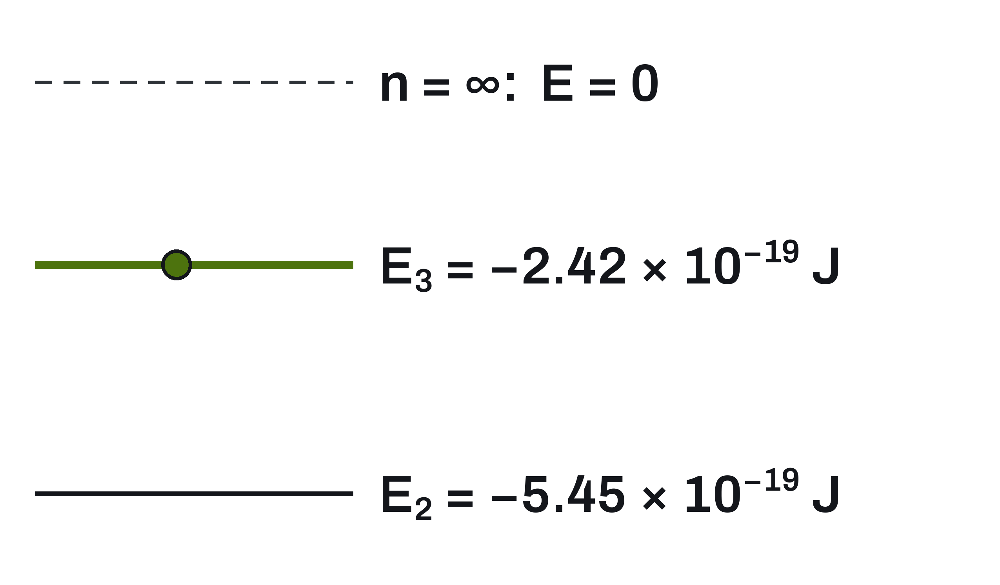 n = ∞:  E = 0
E₃ = −2.42 × 10⁻¹⁹ J
E₂ = −5.45 × 10⁻¹⁹ J